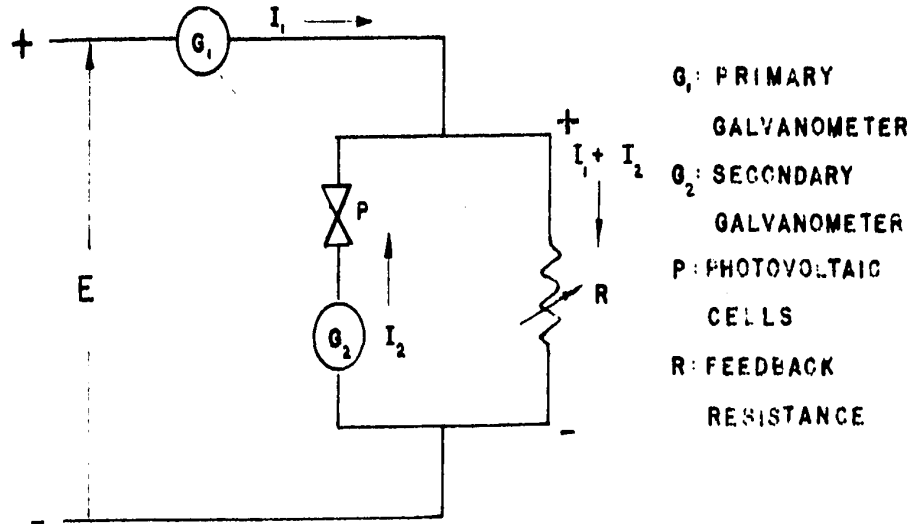 +
G₁
I₁
E
-
+
I₁ + I₂
P
G₂
I₂
R
-
G₁: PRIMARY
GALVANOMETER
G₂: SECONDARY
GALVANOMETER
P: PHOTOVOLTAIC
CELLS
R: FEEDBACK
RESISTANCE